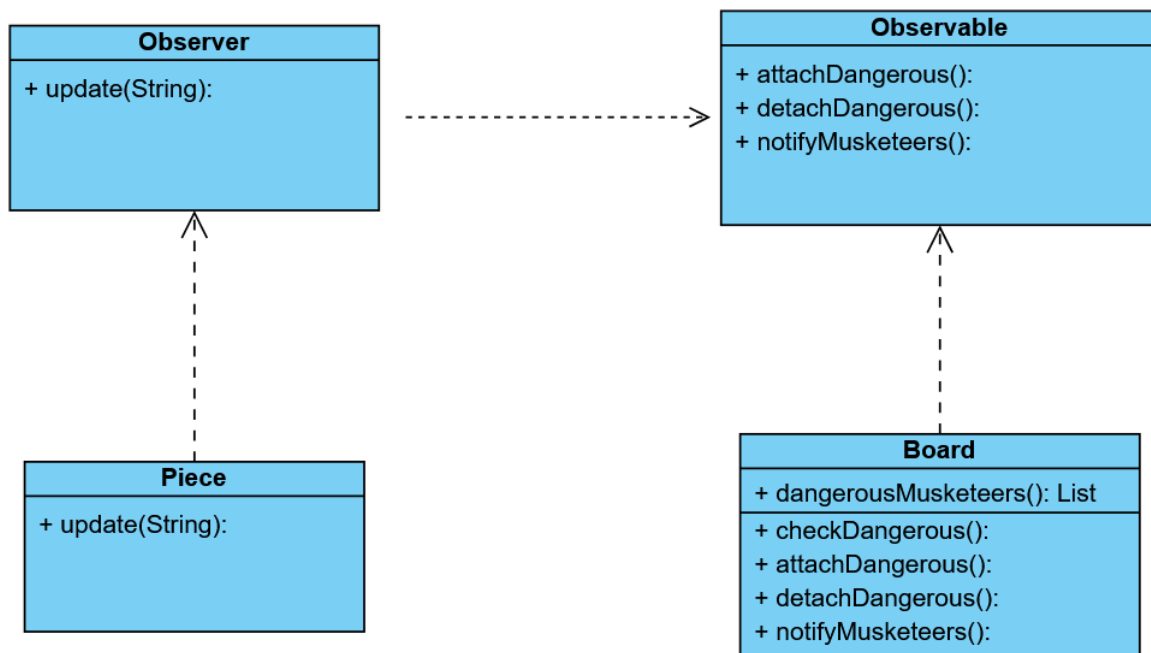 Observer
+ update(String):
Observable
+ attachDangerous():
+ detachDangerous():
+ notifyMusketeers():
Piece
+ update(String):
Board
+ dangerousMusketeers(): List
+ checkDangerous():
+ attachDangerous():
+ detachDangerous():
+ notifyMusketeers():